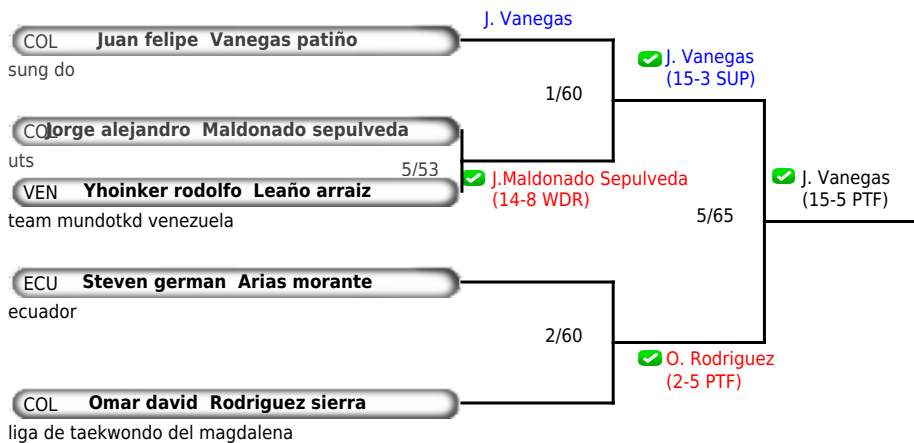 J. Vanegas
COL Juan felipe Vanegas patiño
sung do
J. Vanegas
(15-3 SUP)
1/60
COL Jorge alejandro Maldonado sepulveda
uts
5/53
VEN Yhoinker rodolfo Leaño arraiz
team mundotkd venezuela
J.Maldonado Sepulveda
(14-8 WDR)
J. Vanegas
(15-5 PTF)
5/65
ECU Steven german Arias morante
ecuador
2/60
O. Rodriguez
(2-5 PTF)
COL Omar david Rodriguez sierra
liga de taekwondo del magdalena